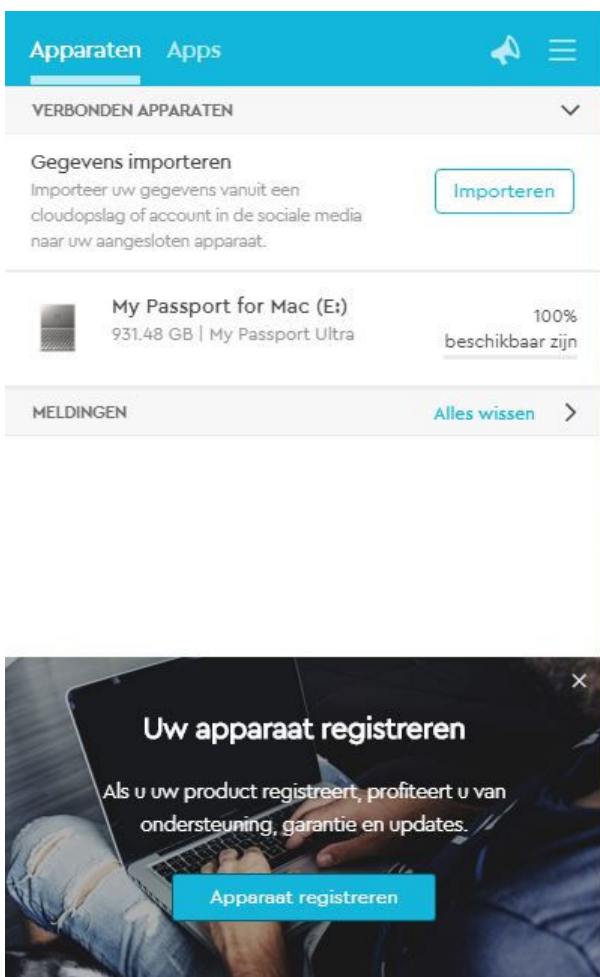 Apparaten Apps
VERBONDEN APPARATEN
Gegevens importeren
Importeer uw gegevens vanuit een
cloudopslag of account in de sociale media
naar uw aangesloten apparaat.
Importeren
My Passport for Mac (E:)
931.48 GB | My Passport Ultra
100%
beschikbaar zijn
MELDINGEN
Alles wissen
Uw apparaat registreren
Als u uw product registreert, profiteert u van
ondersteuning, garantie en updates.
Apparaat registreren